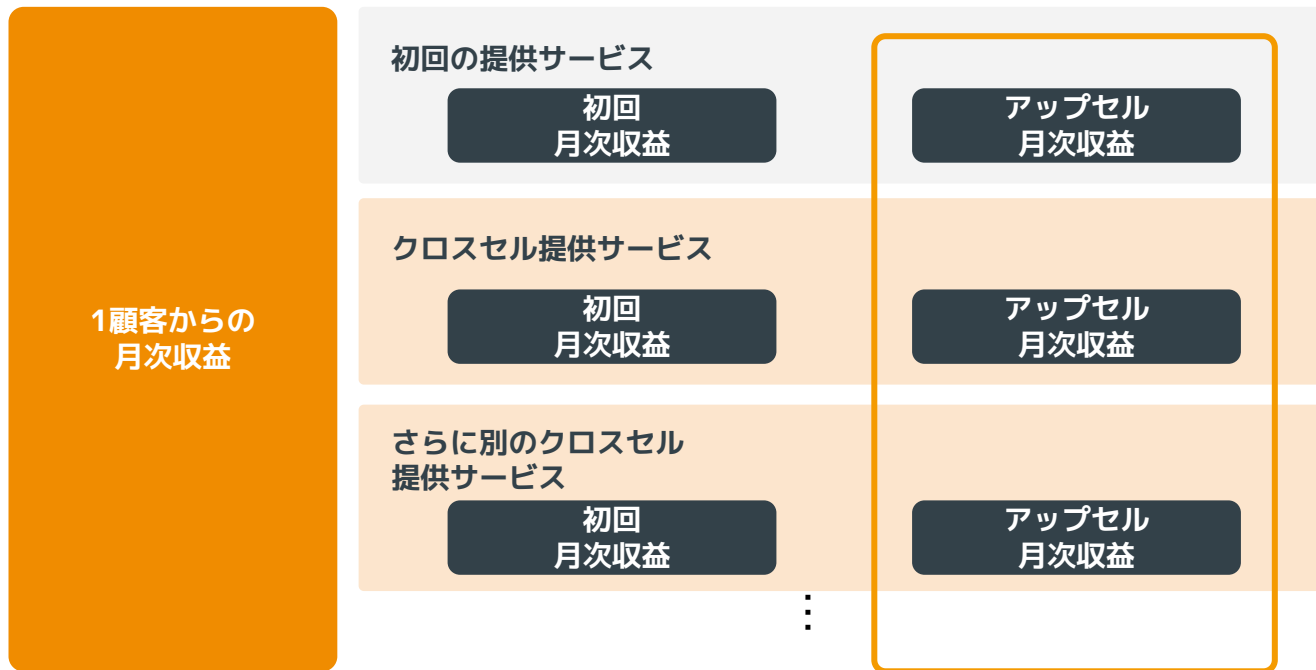 1顧客からの
月次収益
初回の提供サービス
初回
月次収益
アップセル
月次収益
クロスセル提供サービス
初回
月次収益
アップセル
月次収益
さらに別のクロスセル
提供サービス
初回
月次収益
アップセル
月次収益
⋮